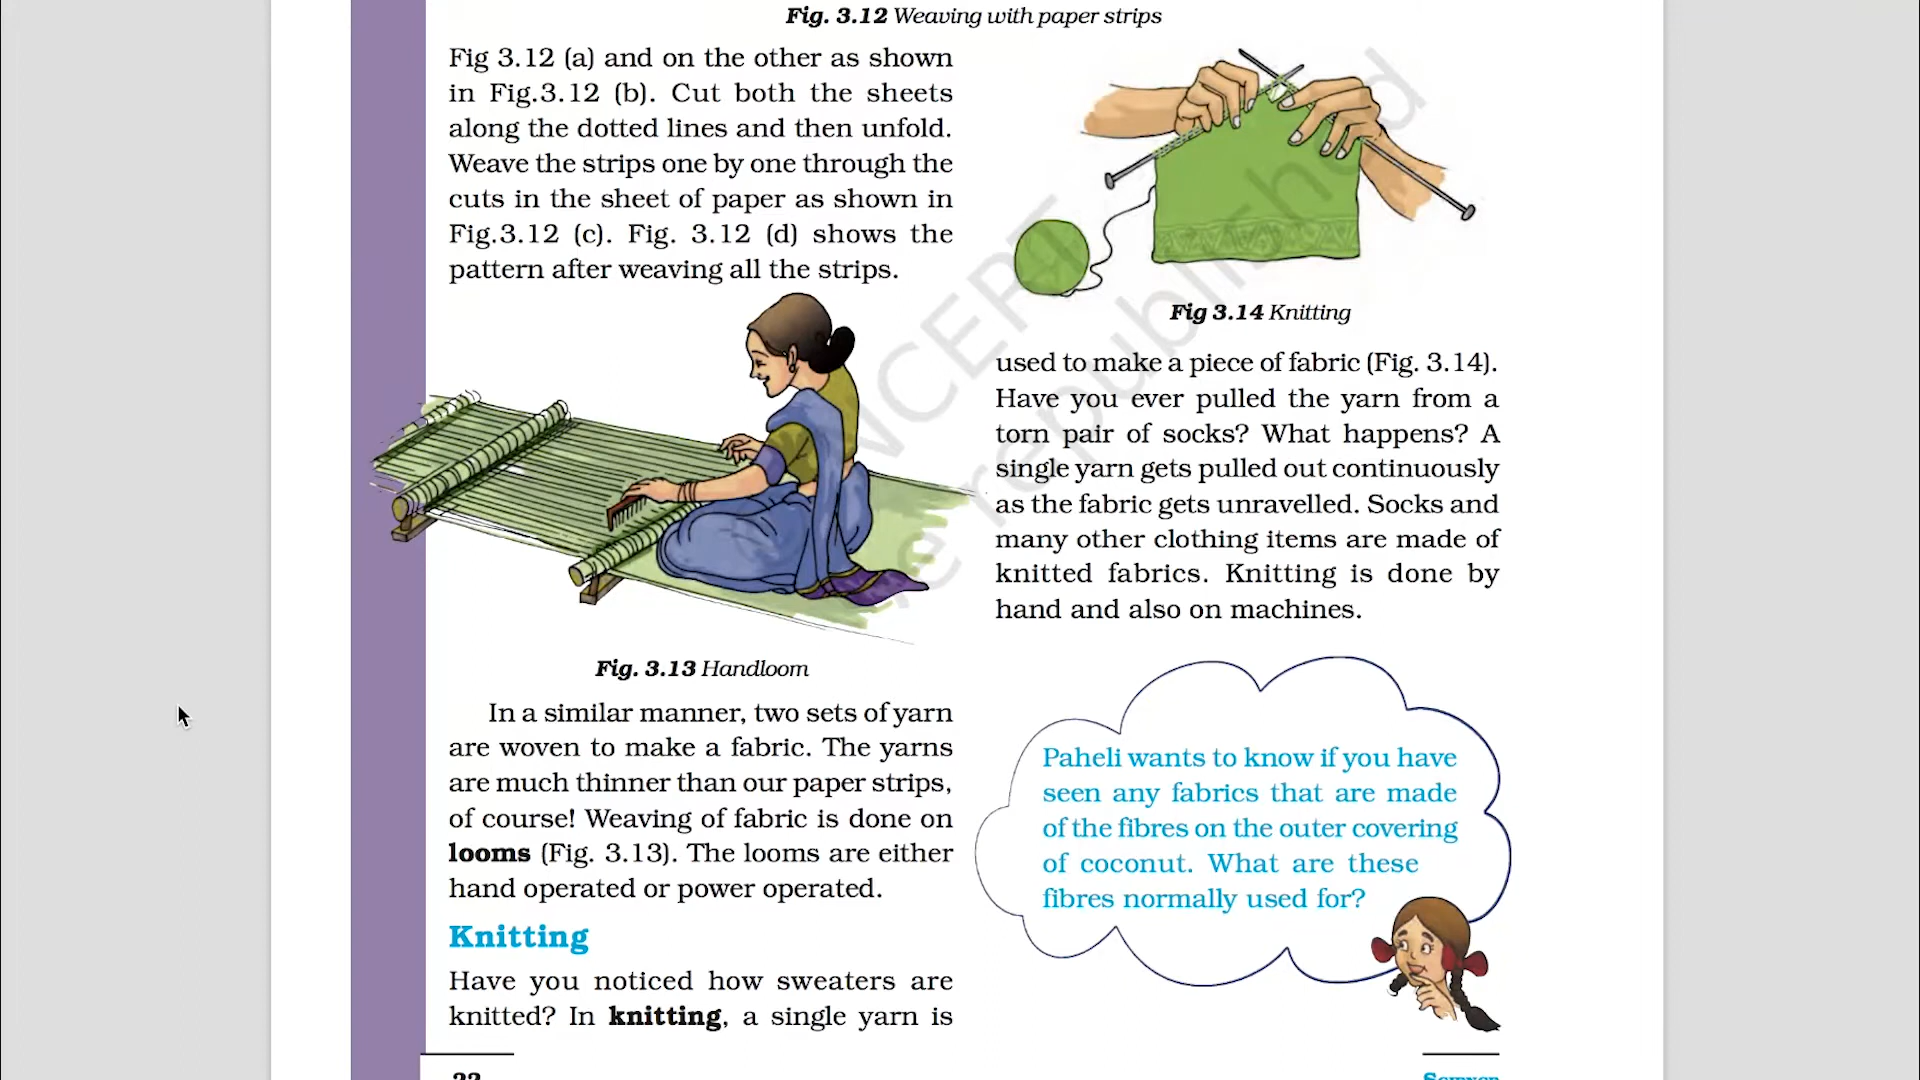 Fig. 3.12 Weaving with paper strips
Fig 3.12 (a) and on the other as shown
in Fig.3.12 (b). Cut both the sheets
along the dotted lines and then unfold.
Weave the strips one by one through the
cuts in the sheet of paper as shown in
Fig.3.12 (c). Fig. 3.12 (d) shows the
pattern after weaving all the strips.
Fig. 3.13 Handloom
In a similar manner, two sets of yarn
are woven to make a fabric. The yarns
are much thinner than our paper strips,
of course! Weaving of fabric is done on
looms (Fig. 3.13). The looms are either
hand operated or power operated.
Knitting
Have you noticed how sweaters are
knitted? In knitting, a single yarn is
Fig 3.14 Knitting
used to make a piece of fabric (Fig. 3.14).
Have you ever pulled the yarn from a
torn pair of socks? What happens? A
single yarn gets pulled out continuously
as the fabric gets unravelled. Socks and
many other clothing items are made of
knitted fabrics. Knitting is done by
hand and also on machines.
Paheli wants to know if you have
seen any fabrics that are made
of the fibres on the outer covering
of coconut. What are these
fibres normally used for?
NCERT
be republished